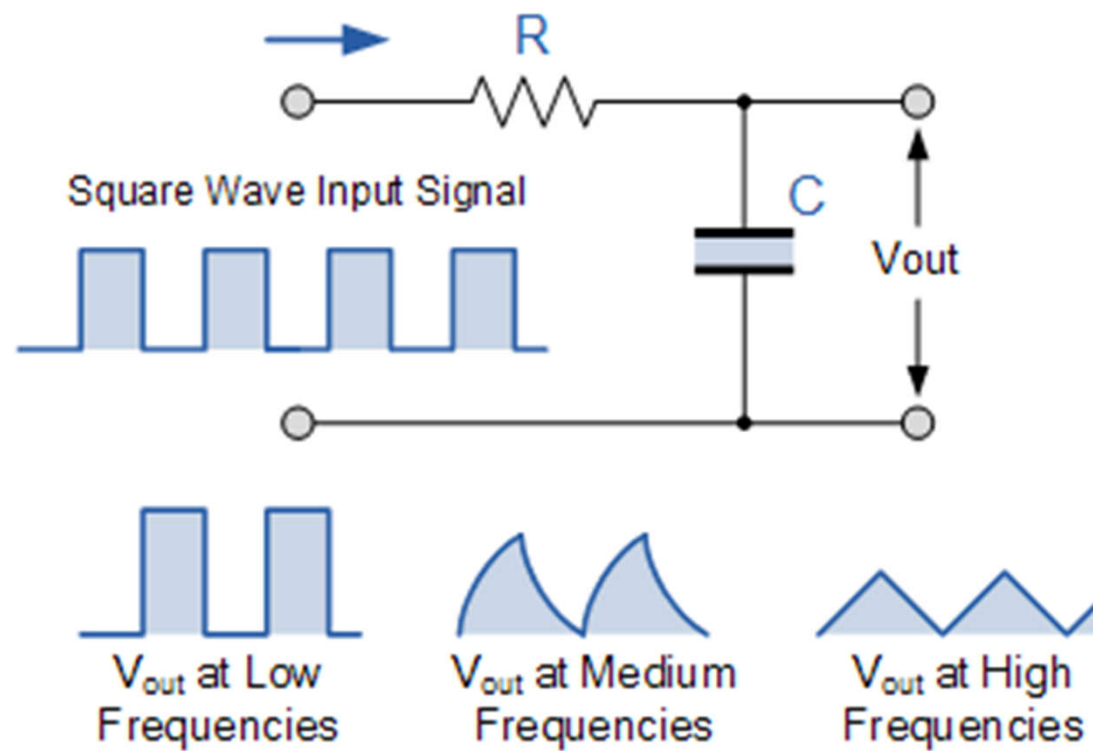 R
Square Wave Input Signal
C
Vout
Vout at Low
Frequencies
Vout at Medium
Frequencies
Vout at High
Frequencies